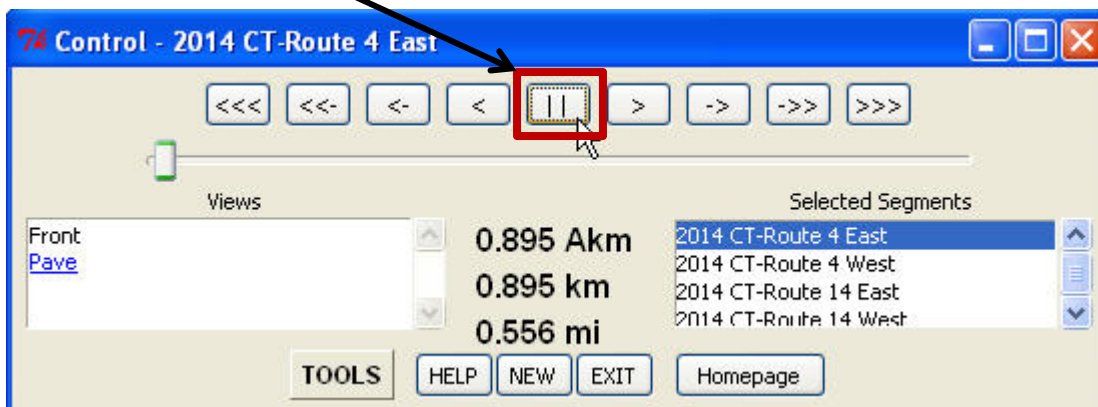 Control - 2014 CT-Route 4 East
<<< <<- <- < || > -> ->> >>>
Views
Selected Segments
Front
Pave
0.895 Akm
0.895 km
0.556 mi
2014 CT-Route 4 East
2014 CT-Route 4 West
2014 CT-Route 14 East
2014 CT-Route 14 West
TOOLS HELP NEW EXIT Homepage